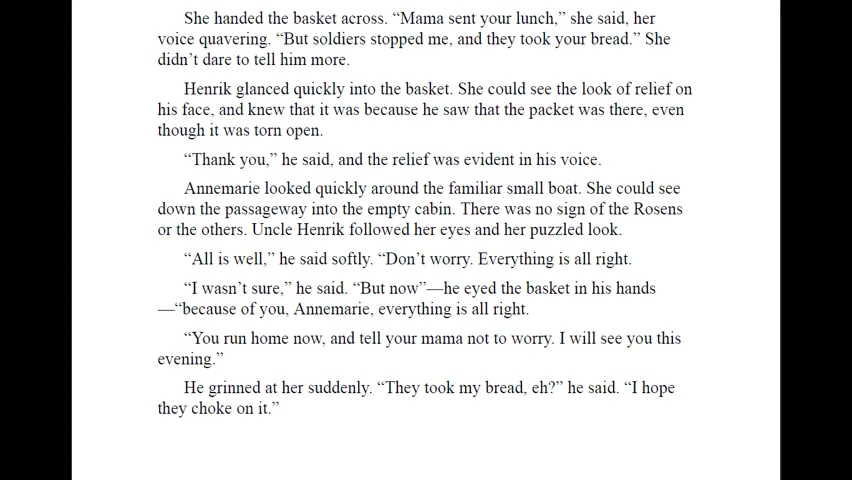 She handed the basket across. “Mama sent your lunch,” she said, her
voice quavering. “But soldiers stopped me, and they took your bread.” She
didn’t dare to tell him more.
Henrik glanced quickly into the basket. She could see the look of relief on
his face, and knew that it was because he saw that the packet was there, even
though it was torn open.
“Thank you,” he said, and the relief was evident in his voice.
Annemarie looked quickly around the familiar small boat. She could see
down the passageway into the empty cabin. There was no sign of the Rosens
or the others. Uncle Henrik followed her eyes and her puzzled look.
“All is well,” he said softly. “Don’t worry. Everything is all right.
“I wasn’t sure,” he said. “But now”—he eyed the basket in his hands
—“because of you, Annemarie, everything is all right.
“You run home now, and tell your mama not to worry. I will see you this
evening.”
He grinned at her suddenly. “They took my bread, eh?” he said. “I hope
they choke on it.”